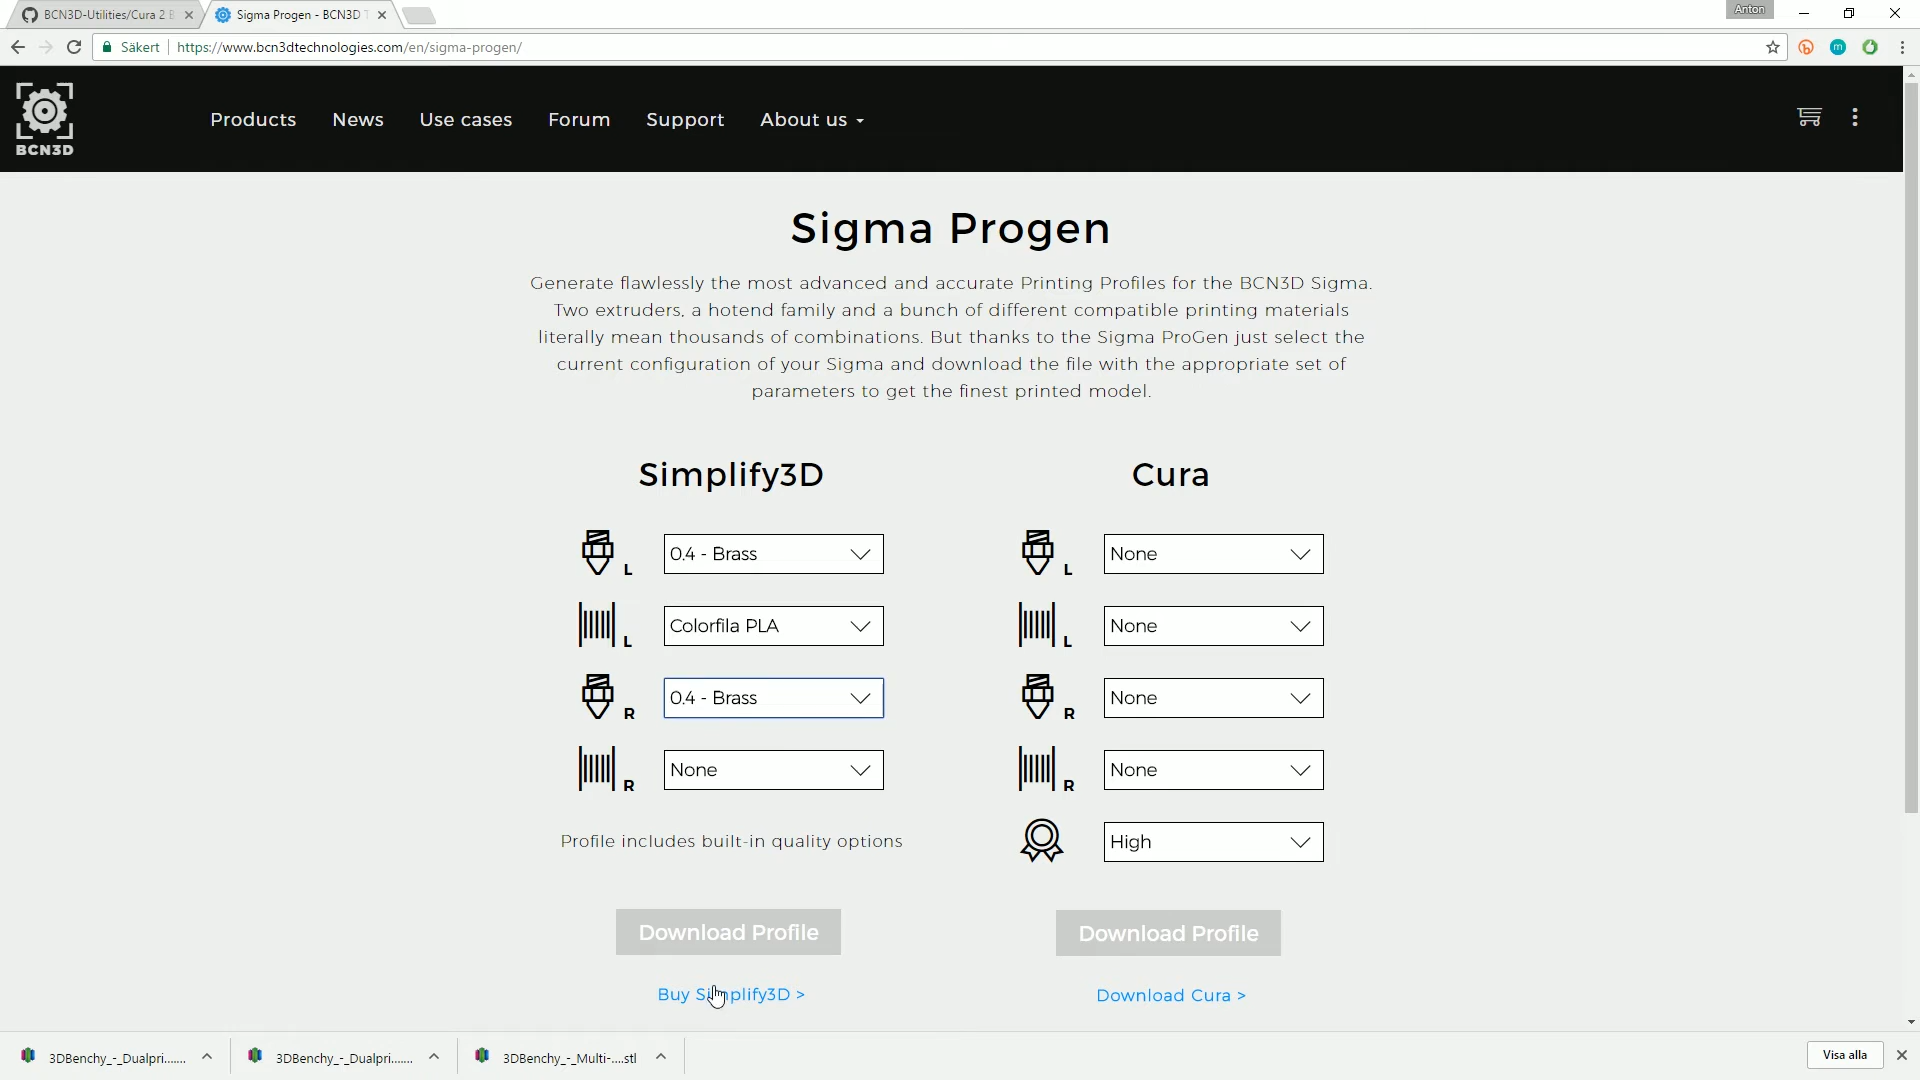 BCN3D-Utilities/Cura 2 B
Sigma Progen - BCN3D T
Anton
Säkert
https://www.bcn3dtechnologies.com/en/sigma-progen/
BCN3D
Products
News
Use cases
Forum
Support
About us
Sigma Progen
Generate flawlessly the most advanced and accurate Printing Profiles for the BCN3D Sigma.
Two extruders, a hotend family and a bunch of different compatible printing materials
literally mean thousands of combinations. But thanks to the Sigma ProGen just select the
current configuration of your Sigma and download the file with the appropriate set of
parameters to get the finest printed model.
Simplify3D
L
0.4 - Brass
L
Colorfila PLA
R
0.4 - Brass
R
None
Profile includes built-in quality options
Download Profile
Buy Simplify3D >
Cura
L
None
L
None
R
None
R
None
High
Download Profile
Download Cura >
3DBenchy_-_Dualpri......
3DBenchy_-_Dualpri......
3DBenchy_-_Multi-....stl
Visa alla